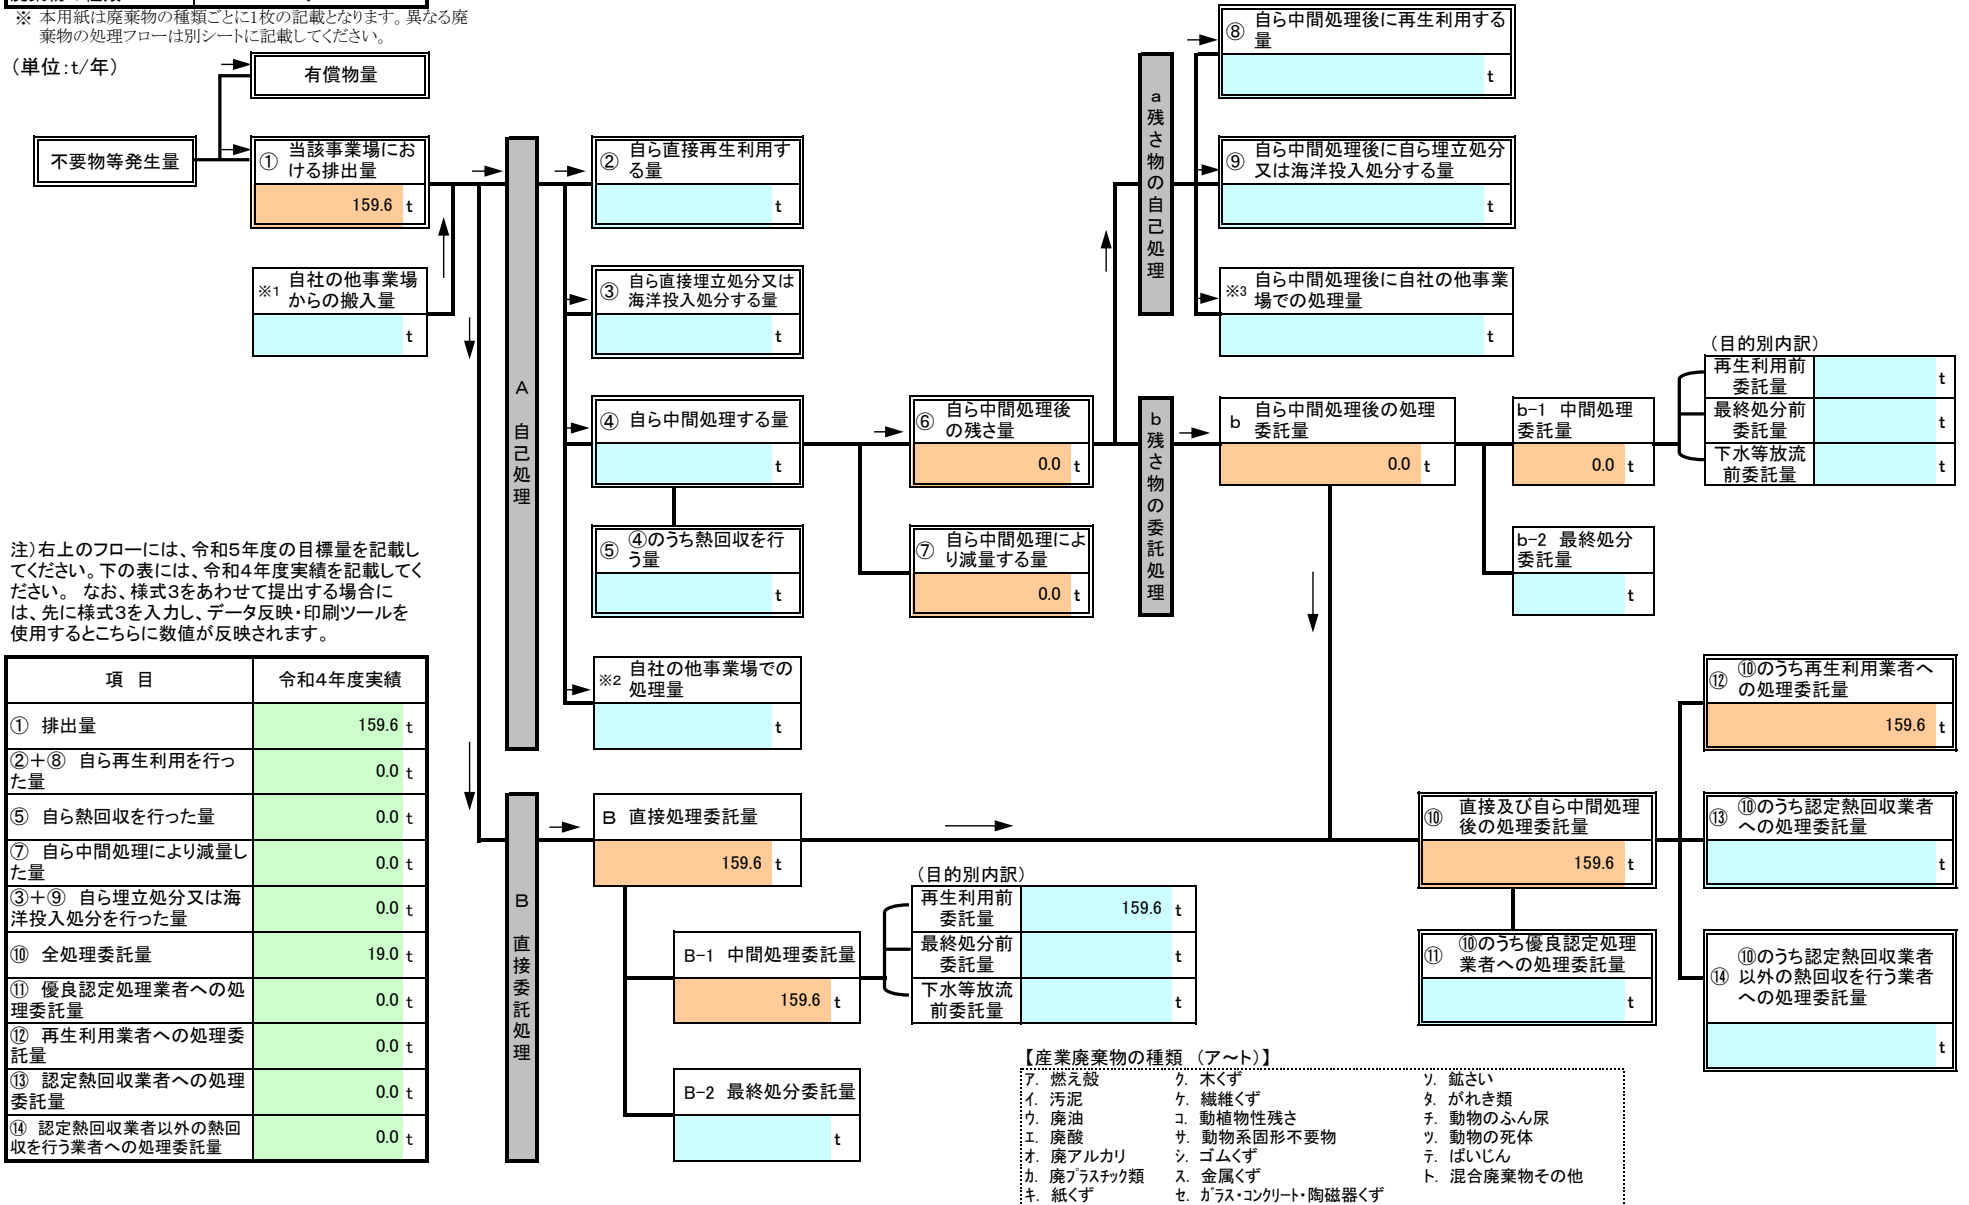 ※ 本用紙は廃棄物の種類ごとに1枚の記載となります。異なる廃
棄物の処理フローは別シートに記載してください。
（単位:t/年）
有償物量
不要物等発生量
① 当該事業場にお
ける排出量
159.6 t
※1 自社の他事業場
からの搬入量
t
A 自己処理
② 自ら直接再生利用す
る量
t
③ 自ら直接埋立処分又は
海洋投入処分する量
t
④ 自ら中間処理する量
t
⑤ ④のうち熱回収を行
う量
t
※2 自社の他事業場での
処理量
t
⑥ 自ら中間処理後
の残さ量
0.0 t
⑦ 自ら中間処理によ
り減量する量
0.0 t
a 残さ物の自己処理
⑧ 自ら中間処理後に再生利用する
量
t
⑨ 自ら中間処理後に自ら埋立処分
又は海洋投入処分する量
t
※3 自ら中間処理後に自社の他事業
場での処理量
t
b 残さ物の委託処理
b 自ら中間処理後の処理
委託量
0.0 t
b-1 中間処理
委託量
0.0 t
（目的別内訳）
再生利用前
委託量
t
最終処分前
委託量
t
下水等放流
前委託量
t
b-2 最終処分
委託量
t
注）右上のフローには、令和5年度の目標量を記載し
てください。下の表には、令和4年度実績を記載してく
ださい。 なお、様式3をあわせて提出する場合に
は、先に様式3を入力し、データ反映・印刷ツールを
使用するとこちらに数値が反映されます。
項 目 令和4年度実績
① 排出量 159.6 t
②＋⑧ 自ら再生利用を行っ
た量 0.0 t
⑤ 自ら熱回収を行った量 0.0 t
⑦ 自ら中間処理により減量し
た量 0.0 t
③＋⑨ 自ら埋立処分又は海
洋投入処分を行った量 0.0 t
⑩ 全処理委託量 19.0 t
⑪ 優良認定処理業者への処
理委託量 0.0 t
⑫ 再生利用業者への処理委
託量 0.0 t
⑬ 認定熱回収業者への処理
委託量 0.0 t
⑭ 認定熱回収業者以外の熱回
収を行う業者への処理委託量 0.0 t
B 直接委託処理
B 直接処理委託量
159.6 t
B-1 中間処理委託量
159.6 t
B-2 最終処分委託量
t
（目的別内訳）
再生利用前
委託量
159.6 t
最終処分前
委託量
t
下水等放流
前委託量
t
⑩ 直接及び自ら中間処理
後の処理委託量
159.6 t
⑪ ⑩のうち優良認定処理
業者への処理委託量
t
⑫ ⑩のうち再生利用業者へ
の処理委託量
159.6 t
⑬ ⑩のうち認定熱回収業者
への処理委託量
t
⑭ ⑩のうち認定熱回収業者
以外の熱回収を行う業者
への処理委託量
t
【産業廃棄物の種類 （ア～ト）】
ア. 燃え殻 ク. 木くず ソ. 鉱さい
イ. 汚泥 ケ. 繊維くず タ. がれき類
ウ. 廃油 コ. 動植物性残さ チ. 動物のふん尿
エ. 廃酸 サ. 動物系固形不要物 ツ. 動物の死体
オ. 廃アルカリ シ. ゴムくず テ. ばいじん
カ. 廃プラスチック類 ス. 金属くず ト. 混合廃棄物その他
キ. 紙くず セ. ガラス・コンクリート・陶磁器くず